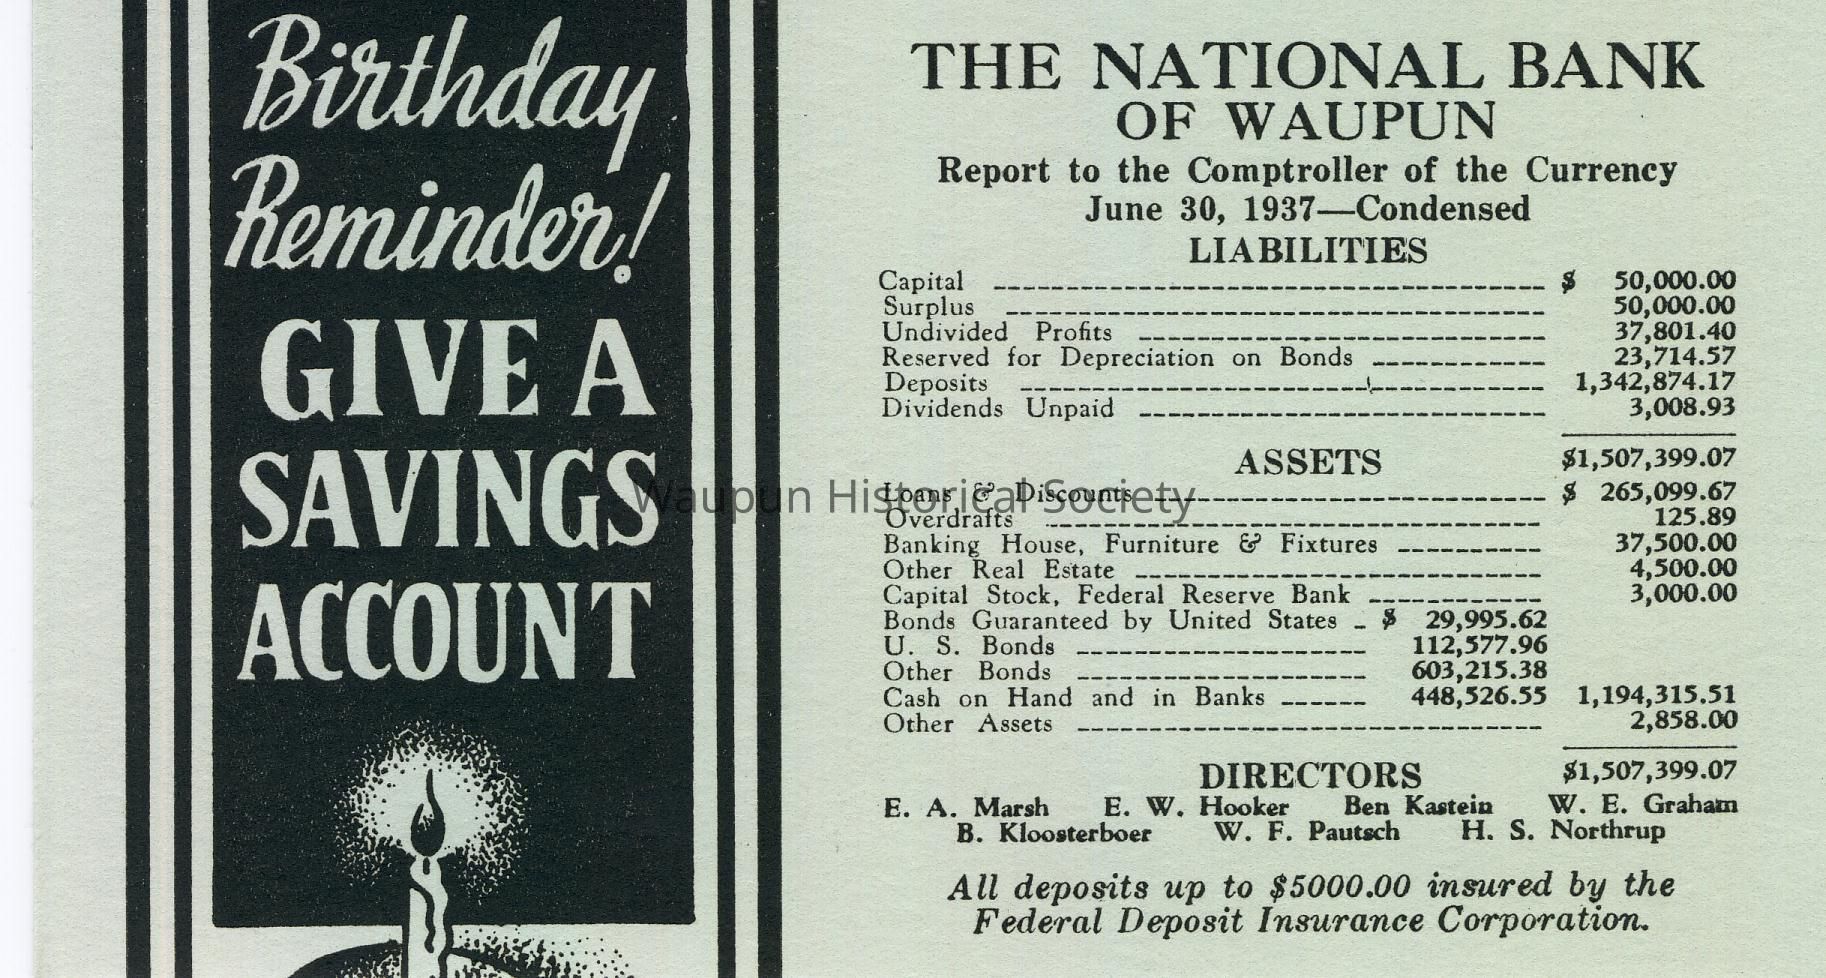 Birthday
Reminder!
GIVE A
SAVINGS
ACCOUNT
THE NATIONAL BANK
OF WAUPUN
Report to the Comptroller of the Currency
June 30, 1937—Condensed
LIABILITIES
Capital $ 50,000.00
Surplus 50,000.00
Undivided Profits 37,801.40
Reserved for Depreciation on Bonds 23,714.57
Deposits 1,342,874.17
Dividends Unpaid 3,008.93
ASSETS $1,507,399.07
Waupun Historical Society
Loans & Discounts $ 265,099.67
Overdrafts 125.89
Banking House, Furniture & Fixtures 37,500.00
Other Real Estate 4,500.00
Capital Stock, Federal Reserve Bank 3,000.00
Bonds Guaranteed by United States $ 29,995.62
U. S. Bonds 112,577.96
Other Bonds 603,215.38
Cash on Hand and in Banks 448,526.55 1,194,315.51
Other Assets 2,858.00
DIRECTORS $1,507,399.07
E. A. Marsh E. W. Hooker Ben Kastein W. E. Graham
B. Kloosterboer W. F. Pautsch H. S. Northrup
All deposits up to $5000.00 insured by the
Federal Deposit Insurance Corporation.